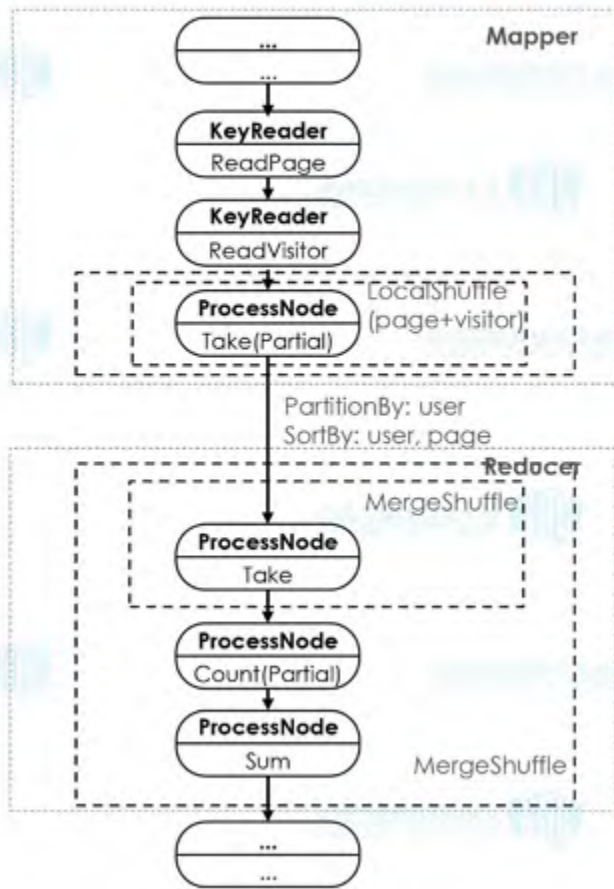 Mapper
...
...
KeyReader
ReadPage
KeyReader
ReadVisitor
LocalShuffle
(page+visitor)
ProcessNode
Take(Partial)
PartitionBy: user
SortBy: user, page
Reducer
MergeShuffle
ProcessNode
Take
ProcessNode
Count(Partial)
ProcessNode
Sum
MergeShuffle
...
...